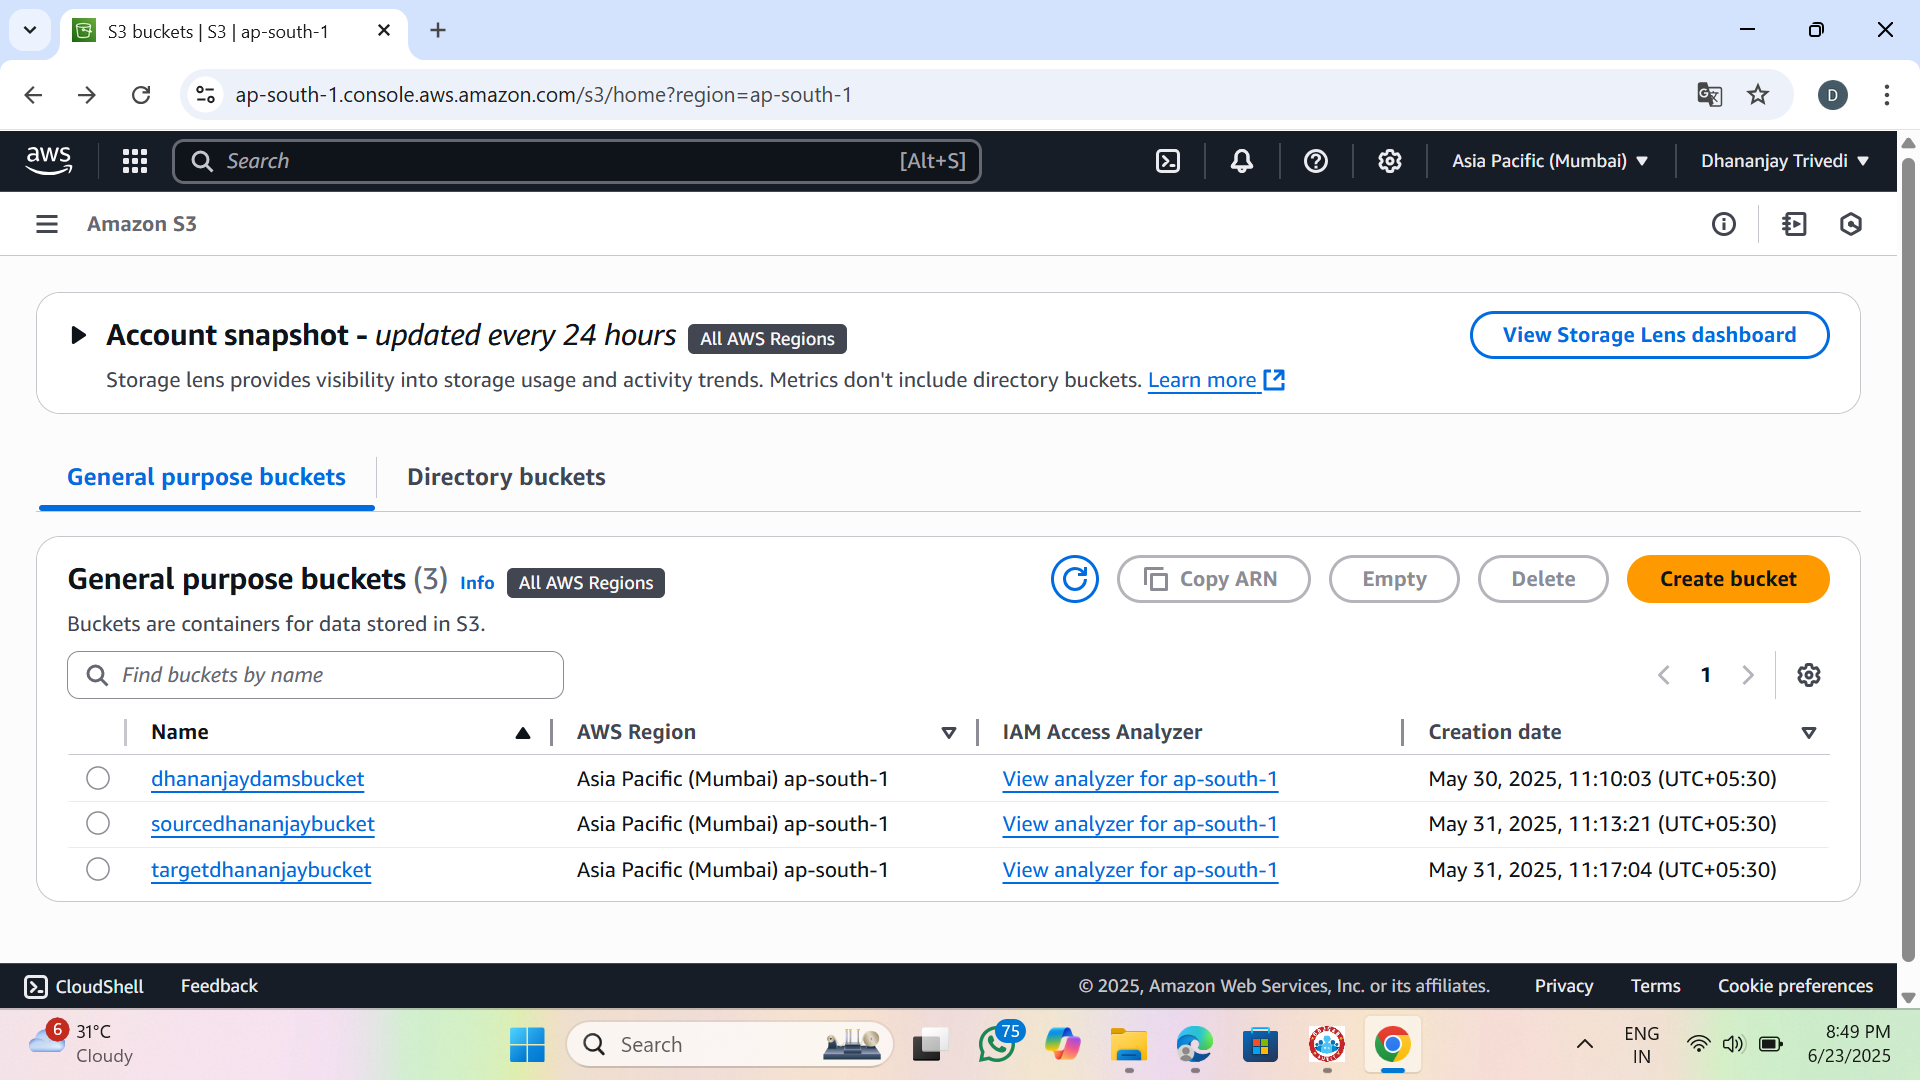 S3 buckets | S3 | ap-south-1
ap-south-1.console.aws.amazon.com/s3/home?region=ap-south-1
D
aws
Search
[Alt+S]
Asia Pacific (Mumbai)
Dhananjay Trivedi
Amazon S3
Account snapshot - updated every 24 hours
All AWS Regions
View Storage Lens dashboard
Storage lens provides visibility into storage usage and activity trends. Metrics don't include directory buckets. Learn more
General purpose buckets
Directory buckets
General purpose buckets (3)
Info
All AWS Regions
Copy ARN
Empty
Delete
Create bucket
Buckets are containers for data stored in S3.
Find buckets by name
1
Name
AWS Region
IAM Access Analyzer
Creation date
dhananjaydamsbucket Asia Pacific (Mumbai) ap-south-1 View analyzer for ap-south-1 May 30, 2025, 11:10:03 (UTC+05:30)
sourcedhananjaybucket Asia Pacific (Mumbai) ap-south-1 View analyzer for ap-south-1 May 31, 2025, 11:13:21 (UTC+05:30)
targetdhananjaybucket Asia Pacific (Mumbai) ap-south-1 View analyzer for ap-south-1 May 31, 2025, 11:17:04 (UTC+05:30)
CloudShell
Feedback
© 2025, Amazon Web Services, Inc. or its affiliates.
Privacy
Terms
Cookie preferences
6
31°C
Cloudy
Search
75
ENG
IN
8:49 PM
6/23/2025